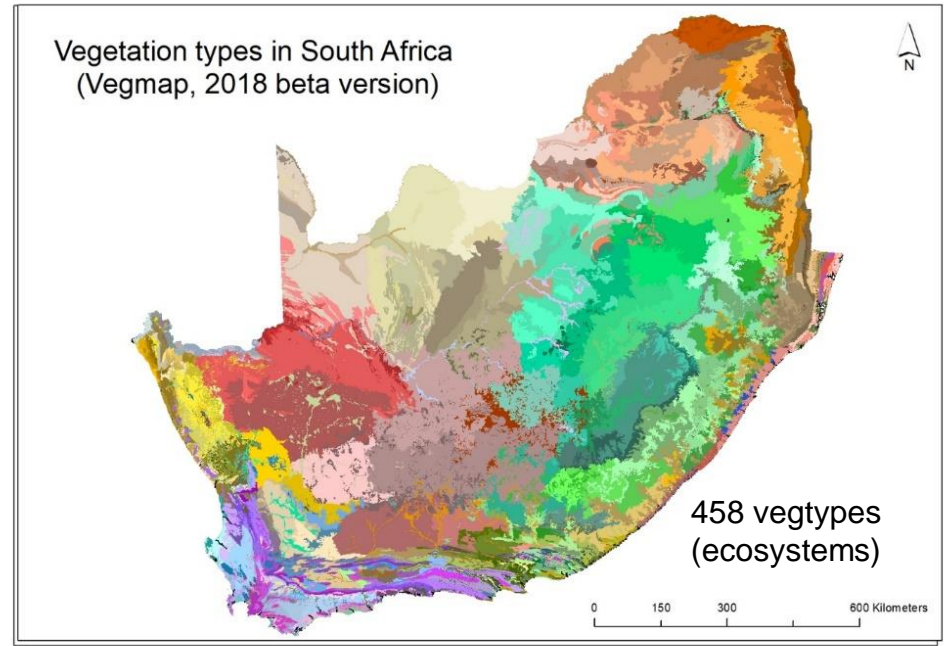 Vegetation types in South Africa
(Vegmap, 2018 beta version)
N
458 vegtypes
(ecosystems)
0 150 300 600 Kilometers